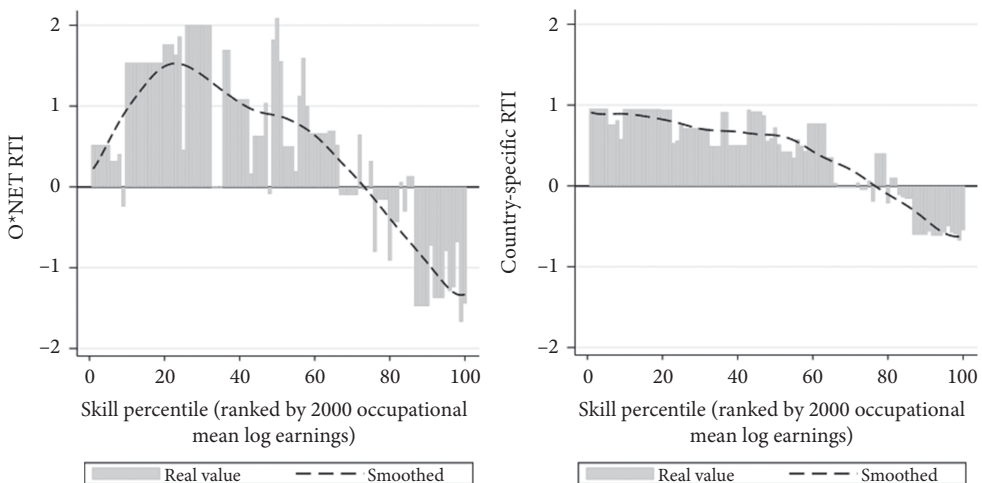 O*NET RTI
2
1
0
−1
−2
0 20 40 60 80 100
Skill percentile (ranked by 2000 occupational
mean log earnings)
Real value Smoothed
Country-specific RTI
2
1
0
−1
−2
0 20 40 60 80 100
Skill percentile (ranked by 2000 occupational
mean log earnings)
Real value Smoothed